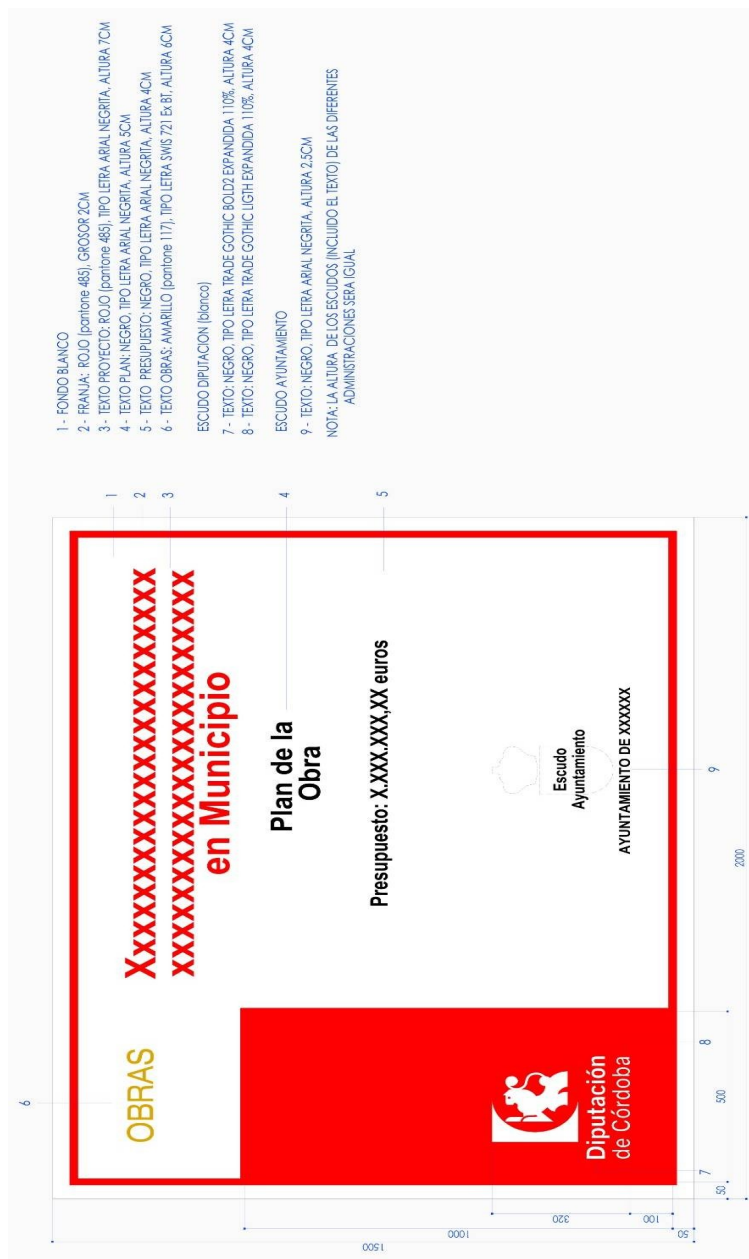 1 - FONDO BLANCO
2 - FRANJA: ROJO (pantone 485), GROSOR 2CM
3 - TEXTO PROYECTO: ROJO (pantone 485), TIPO LETRA ARIAL NEGRITA, ALTURA 7CM
4 - TEXTO PLAN: NEGRO, TIPO LETRA ARIAL NEGRITA, ALTURA 5CM
5 - TEXTO PRESUPUESTO: NEGRO, TIPO LETRA ARIAL NEGRITA, ALTURA 4CM
6 - TEXTO OBRAS: AMARILLO (pantone 117), TIPO LETRA SWIS 721 Ex BT, ALTURA 6CM
ESCUDO DIPUTACION (blanco)
7 - TEXTO: NEGRO, TIPO LETRA TRADE GOTHIC BOLD2 EXPANDIDA 110%, ALTURA 4CM
8 - TEXTO: NEGRO, TIPO LETRA TRADE GOTHIC LIGTH EXPANDIDA 110%, ALTURA 4CM
ESCUDO AYUNTAMIENTO
9 - TEXTO: NEGRO, TIPO LETRA ARIAL NEGRITA, ALTURA 2.5CM
NOTA: LA ALTURA DE LOS ESCUDOS (INCLUIDO EL TEXTO) DE LAS DIFERENTES
ADMINISTRACIONES SERA IGUAL
6
1
2
3
4
5
OBRAS
Xxxxxxxxxxxxxxxxxxxxxxx
xxxxxxxxxxxxxxxxxxxxxxx
en Municipio
Plan de la
Obra
Presupuesto: X.XXX.XXX,XX euros
Escudo
Ayuntamiento
AYUNTAMIENTO DE XXXXXX
Diputación
de Córdoba
7
8
9
50
500
2000
1500
1000
320
100
50